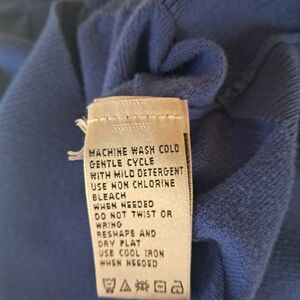 MACHINE WASH COLD
GENTLE CYCLE
WITH MILD DETERGENT
USE NON CHLORINE
BLEACH
WHEN NEEDED
DO NOT TWIST OR
WRING
RESHAPE AND
DRY FLAT
USE COOL IRON
WHEN NEEDED